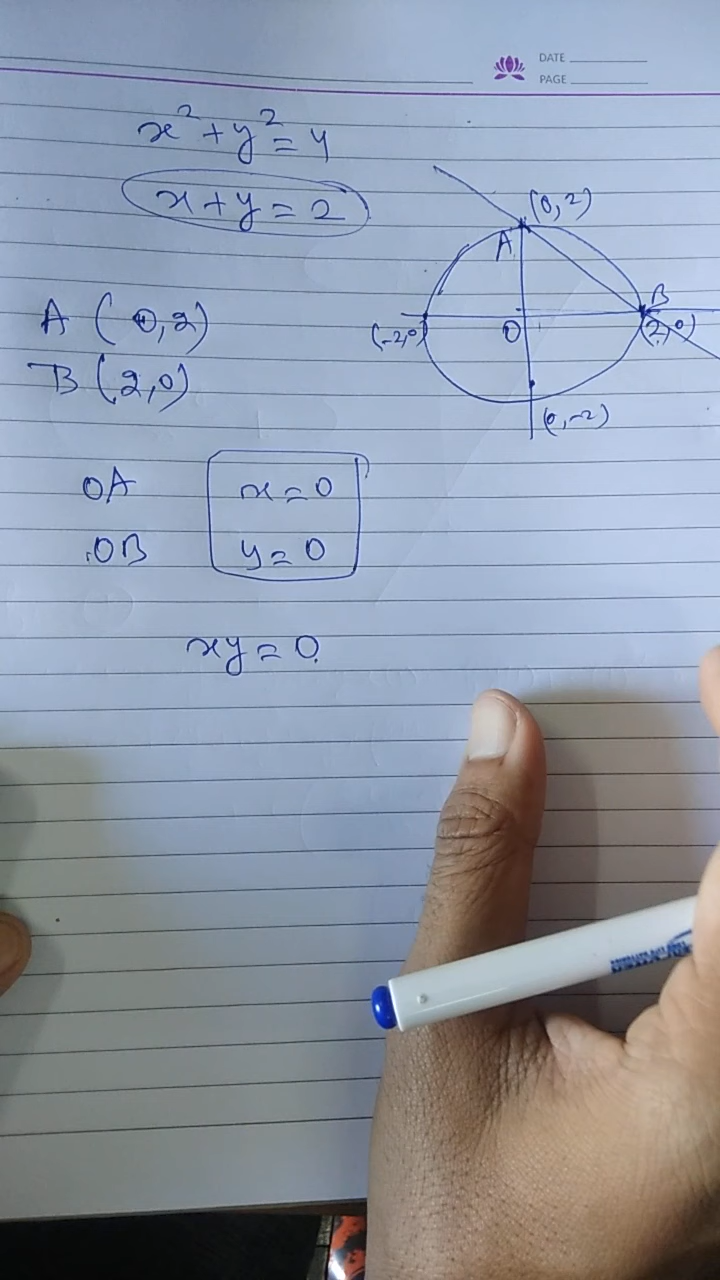 DATE
PAGE
x² + y² = 4
x + y = 2
(0, 2)
A
B
(-2, 0)
O
(2, 0)
(0, -2)
A (0, 2)
B (2, 0)
OA x = 0
OB y = 0
xy = 0.